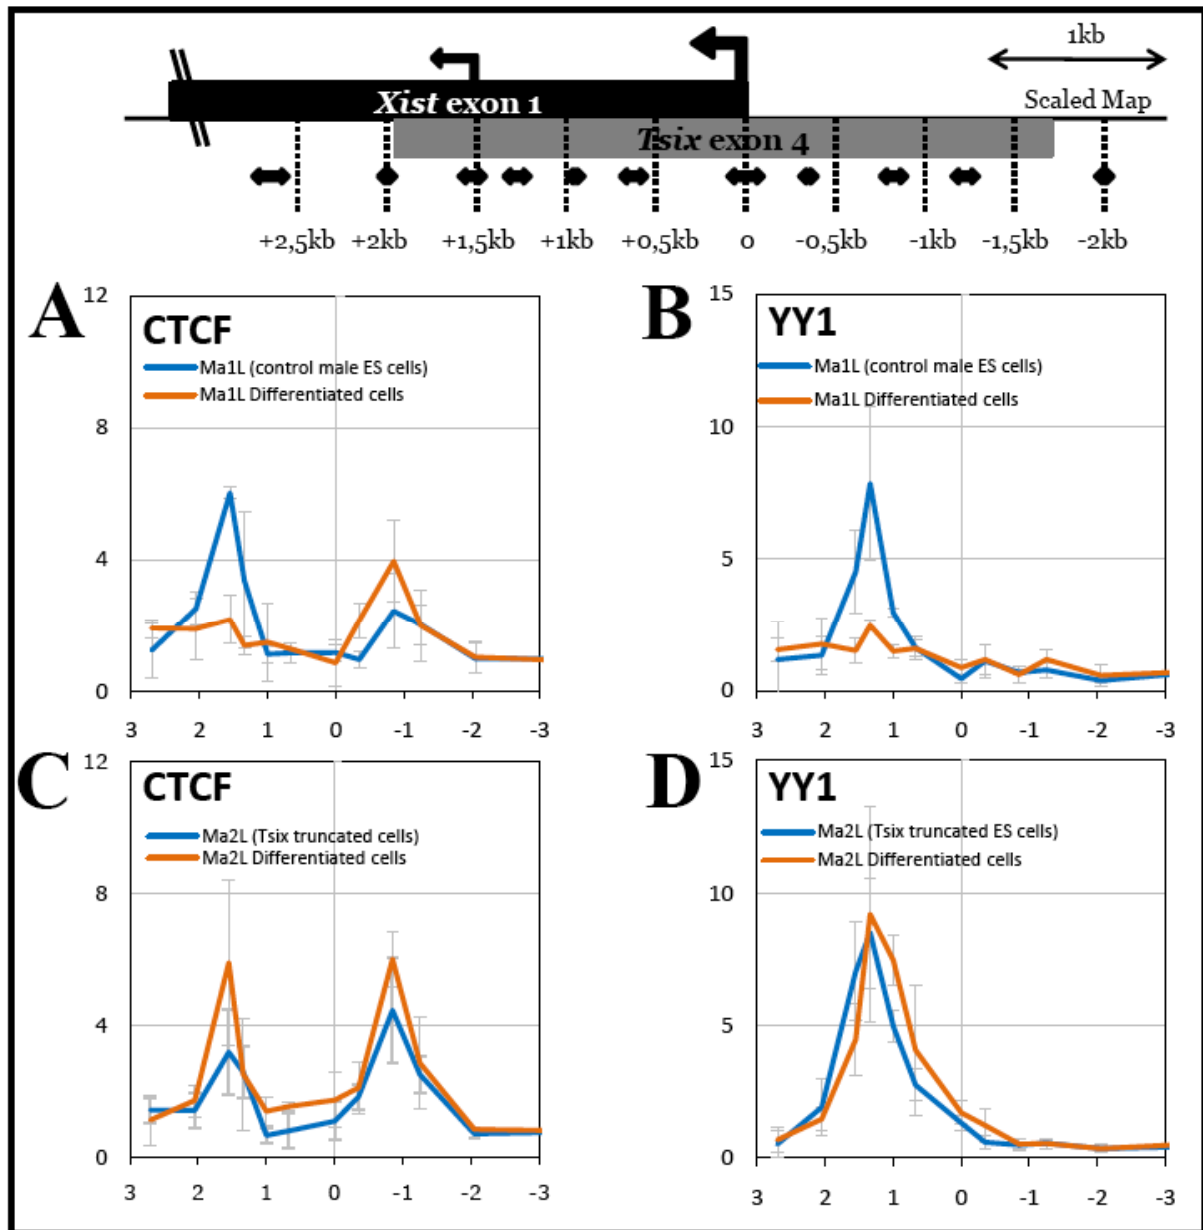 1kb
Xist exon 1
Scaled Map
Tsix exon 4
+2,5kb +2kb +1,5kb +1kb +0,5kb 0 -0,5kb -1kb -1,5kb -2kb
A
12
CTCF
Ma1L (control male ES cells)
Ma1L Differentiated cells
8
4
0
3 2 1 0 -1 -2 -3
B
15
YY1
Ma1L (control male ES cells)
Ma1L Differentiated cells
10
5
0
3 2 1 0 -1 -2 -3
C
12
CTCF
Ma2L (Tsix truncated cells)
Ma2L Differentiated cells
8
4
0
3 2 1 0 -1 -2 -3
D
15
YY1
Ma2L (Tsix truncated ES cells)
Ma2L Differentiated cells
10
5
0
3 2 1 0 -1 -2 -3